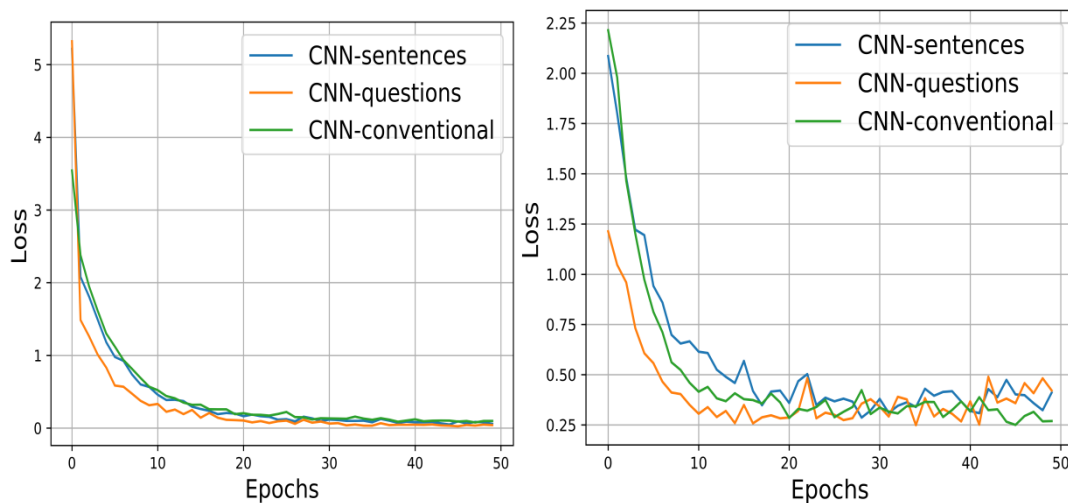 CNN-sentences
CNN-questions
CNN-conventional
5
4
3
2
1
0
Loss
0
10
20
30
40
50
Epochs
CNN-sentences
CNN-questions
CNN-conventional
2.25
2.00
1.75
1.50
1.25
1.00
0.75
0.50
0.25
Loss
0
10
20
30
40
50
Epochs